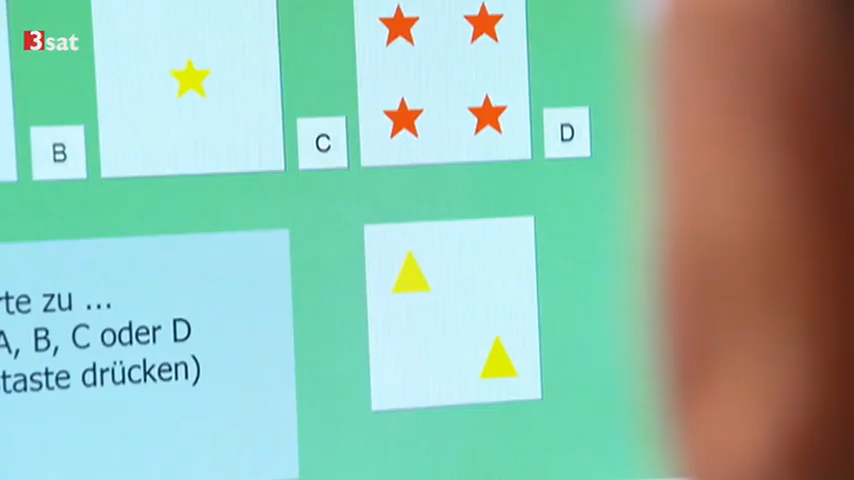 3sat
B
C
D
rte zu ...
A, B, C oder D
taste drücken)